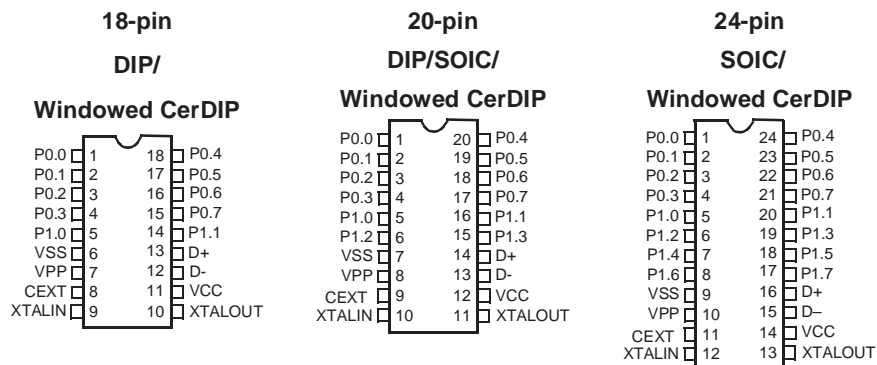 18-pin
DIP/
Windowed CerDIP
P0.0 1 18 P0.4
P0.1 2 17 P0.5
P0.2 3 16 P0.6
P0.3 4 15 P0.7
P1.0 5 14 P1.1
VSS 6 13 D+
VPP 7 12 D-
CEXT 8 11 VCC
XTALIN 9 10 XTALOUT
20-pin
DIP/SOIC/
Windowed CerDIP
P0.0 1 20 P0.4
P0.1 2 19 P0.5
P0.2 3 18 P0.6
P0.3 4 17 P0.7
P1.0 5 16 P1.1
P1.2 6 15 P1.3
VSS 7 14 D+
VPP 8 13 D-
CEXT 9 12 VCC
XTALIN 10 11 XTALOUT
24-pin
SOIC/
Windowed CerDIP
P0.0 1 24 P0.4
P0.1 2 23 P0.5
P0.2 3 22 P0.6
P0.3 4 21 P0.7
P1.0 5 20 P1.1
P1.2 6 19 P1.3
P1.4 7 18 P1.5
P1.6 8 17 P1.7
VSS 9 16 D+
VPP 10 15 D–
CEXT 11 14 VCC
XTALIN 12 13 XTALOUT